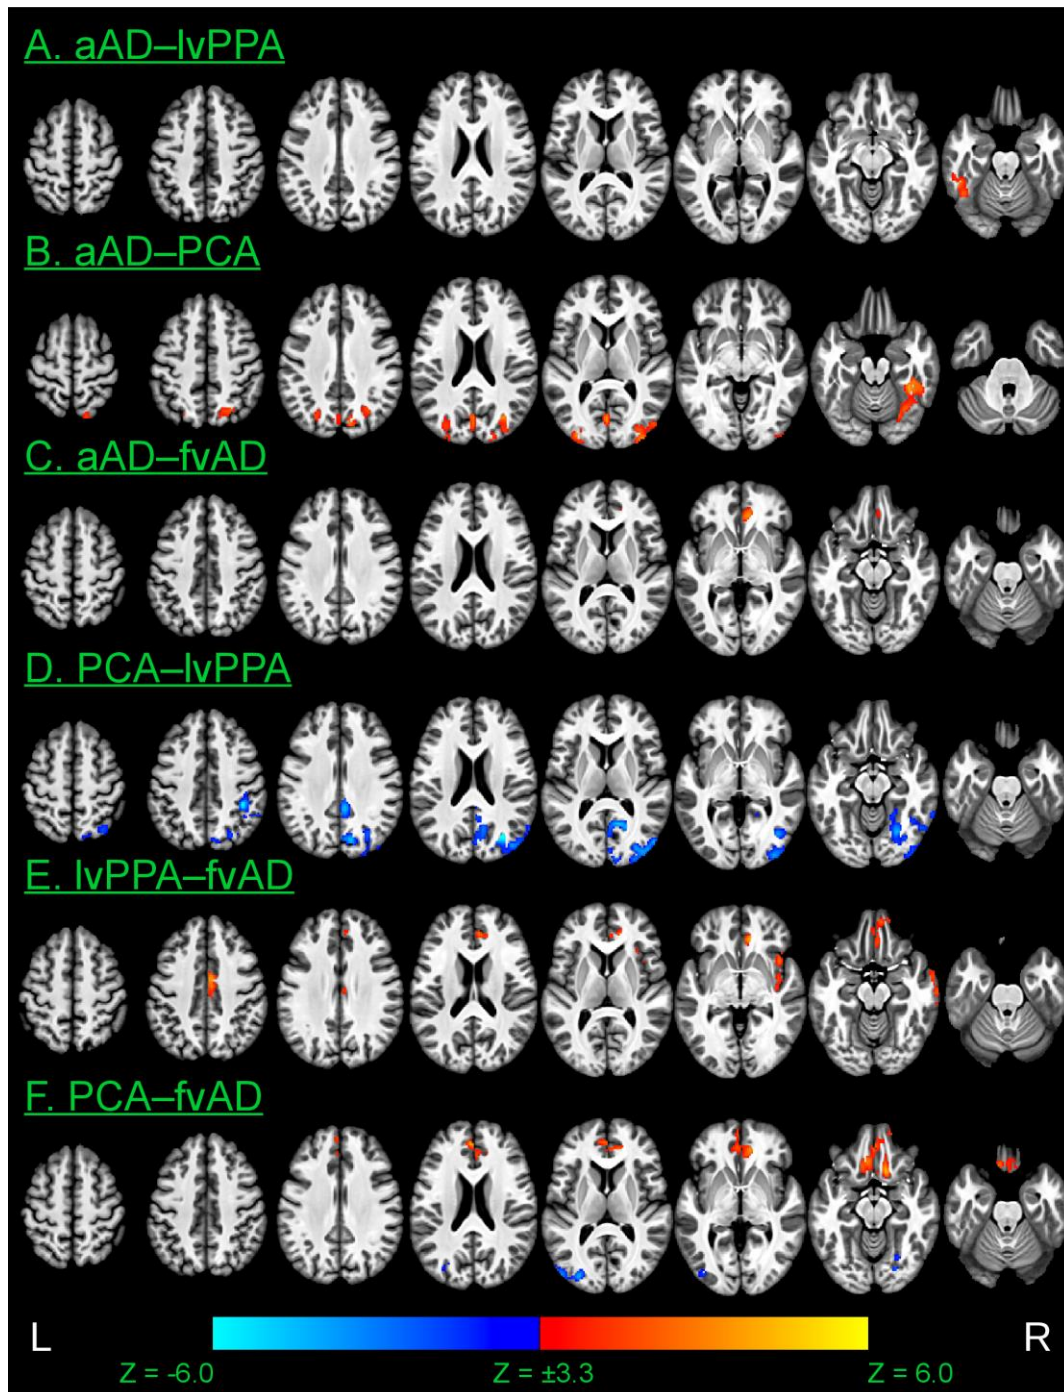 A. aAD–lvPPA
B. aAD–PCA
C. aAD–fvAD
D. PCA–lvPPA
E. lvPPA–fvAD
F. PCA–fvAD
L R
Z = -6.0 Z = ±3.3 Z = 6.0